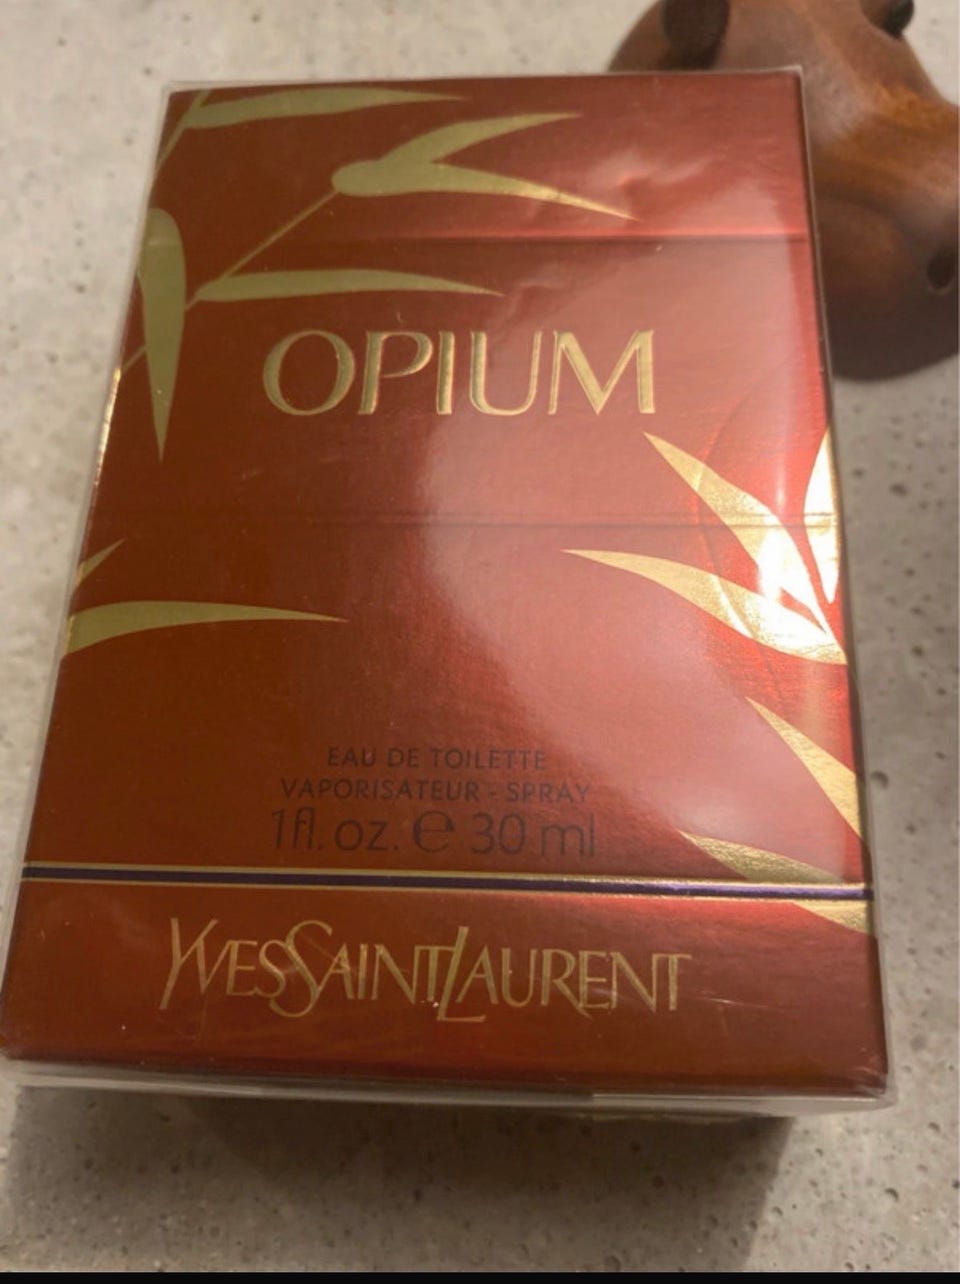 OPIUM
EAU DE TOILETTE
VAPORISATEUR - SPRAY
1fl. oz. ℮ 30 ml
YVESSAINTLAURENT